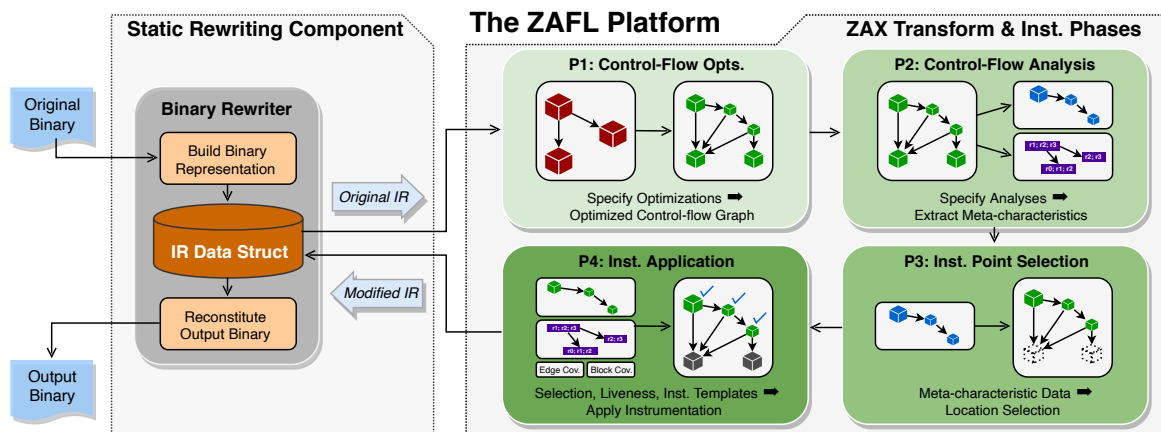 The ZAFL Platform
Static Rewriting Component
ZAX Transform & Inst. Phases
Original
Binary
Binary Rewriter
Build Binary
Representation
IR Data Struct
Reconstitute
Output Binary
Output
Binary
Original IR
Modified IR
P1: Control-Flow Opts.
Specify Optimizations ➡
Optimized Control-flow Graph
P2: Control-Flow Analysis
r1; r2; r3
r2; r3
r0; r1; r2
Specify Analyses ➡
Extract Meta-characteristics
P3: Inst. Point Selection
Meta-characteristic Data ➡
Location Selection
P4: Inst. Application
r1; r2; r3
r2; r3
r0; r1; r2
Edge Cov. Block Cov.
Selection, Liveness, Inst. Templates ➡
Apply Instrumentation